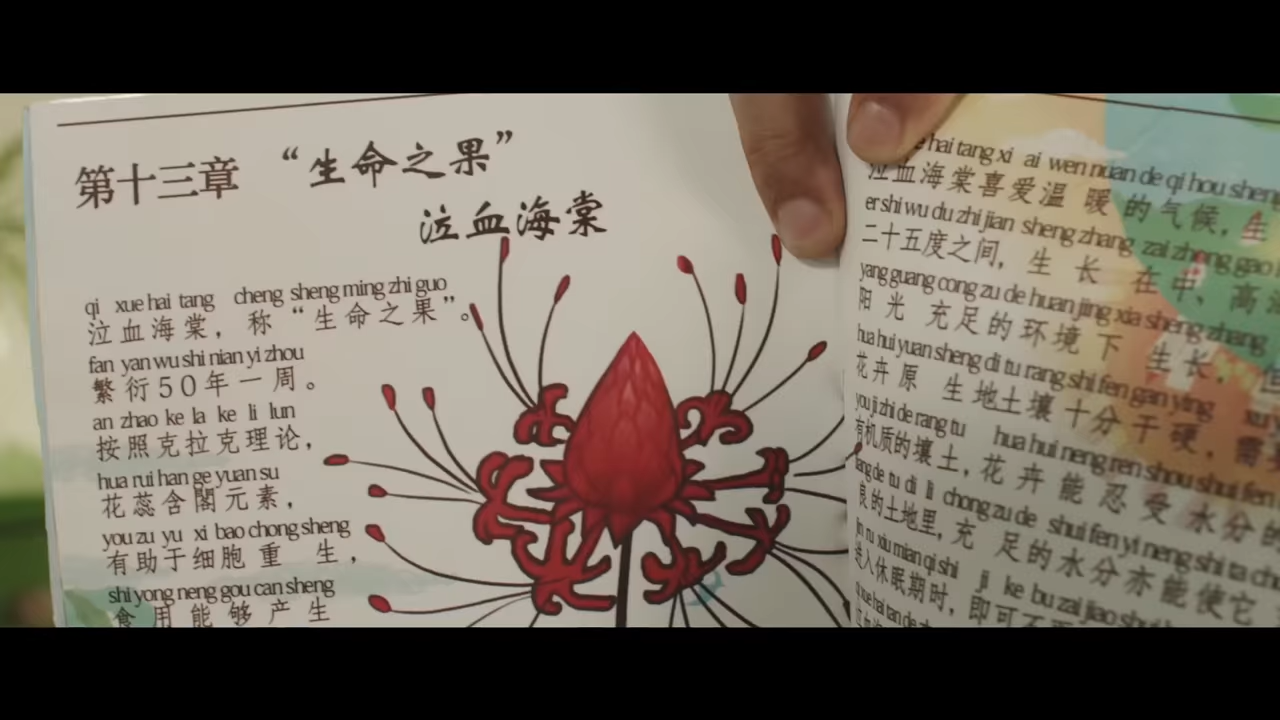 第十三章 “生命之果”
泣血海棠
qi xue hai tang cheng sheng ming zhi guo
泣血海棠，称“生命之果”。
fan yan wu shi nian yi zhou
繁衍50年一周。
an zhao ke la ke li lun
按照克拉克理论，
hua rui han ge yuan su
花蕊含閣元素，
you zu yu xi bao chong sheng
有助于细胞重生，
shi yong neng gou can sheng
食用能够产生
hai tang xi ai wen nuan de qi hou sheng
泣血海棠喜爱温暖的气候，生
er shi wu du zhi jian sheng zhang zai zhong gao
二十五度之间，生长在中、高海
yang guang cong zu de huan jing xia sheng zhang
阳光充足的环境下生长，但
hua hui yuan sheng di tu rang shi fen gan ying xu
花卉原生地土壤十分干硬，需
you ji zhi de rang tu hua hui neng ren shou shui fen
有机质的壤土，花卉能忍受水分的
lang de tu di li chong zu de shui fen yi neng shi ta
良的土地里，充足的水分亦能使它
jin ru xiu mian qi shi ji ke bu zai jiao shui
进入休眠期时，即可不再